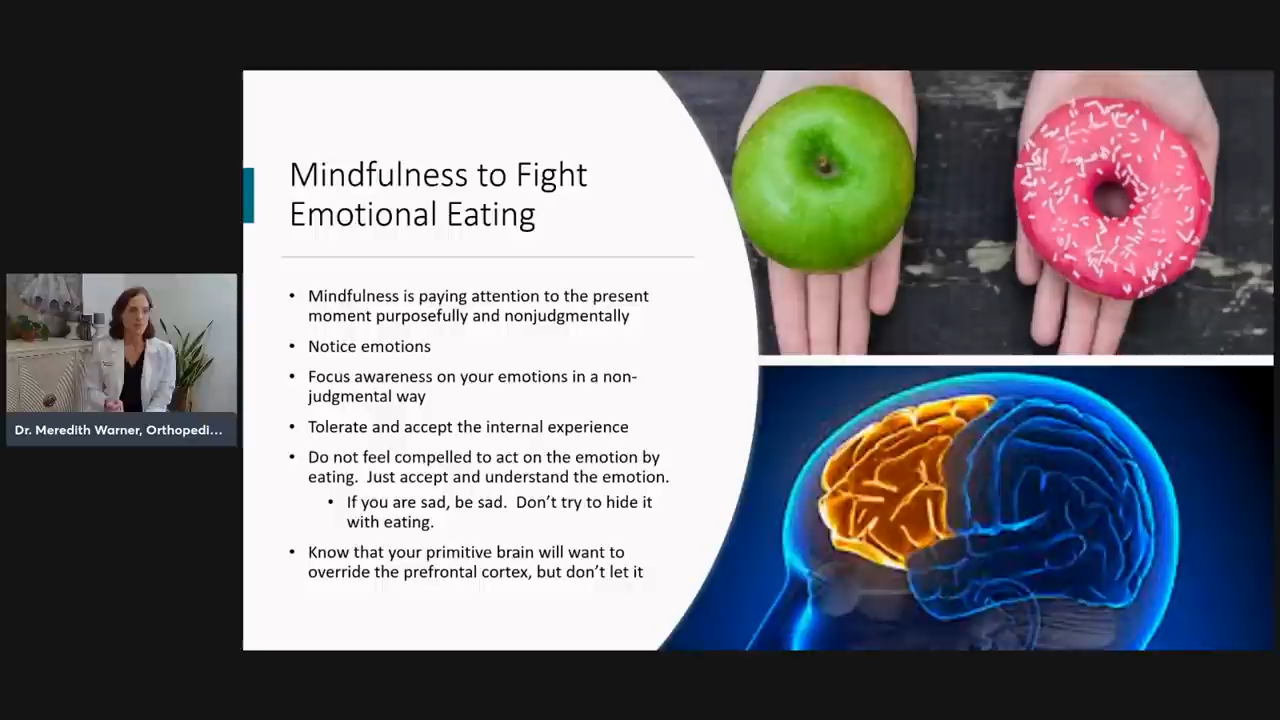 Mindfulness to Fight
Emotional Eating
• Mindfulness is paying attention to the present
moment purposefully and nonjudgmentally
• Notice emotions
• Focus awareness on your emotions in a non-
judgmental way
• Tolerate and accept the internal experience
• Do not feel compelled to act on the emotion by
eating.  Just accept and understand the emotion.
• If you are sad, be sad.  Don’t try to hide it
with eating.
• Know that your primitive brain will want to
override the prefrontal cortex, but don’t let it
Dr. Meredith Warner, Orthopedi...